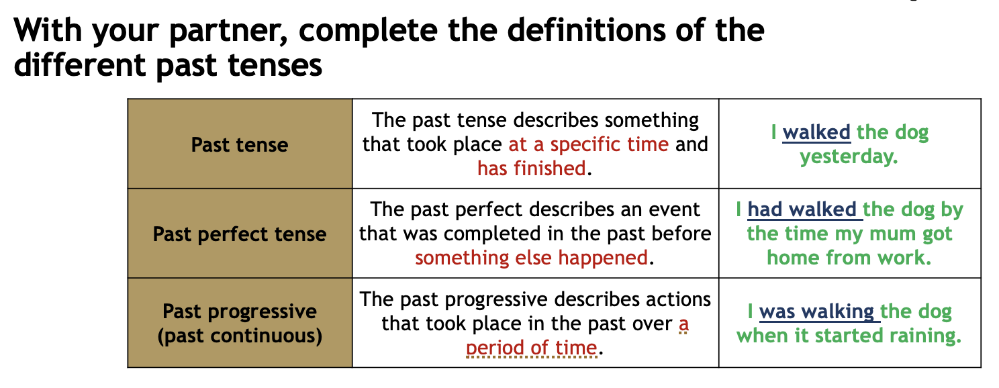 With your partner, complete the definitions of the
different past tenses
Past tense
The past tense describes something
that took place at a specific time and
has finished.
I walked the dog
yesterday.
Past perfect tense
The past perfect describes an event
that was completed in the past before
something else happened.
I had walked the dog by
the time my mum got
home from work.
Past progressive
(past continuous)
The past progressive describes actions
that took place in the past over a
period of time.
I was walking the dog
when it started raining.